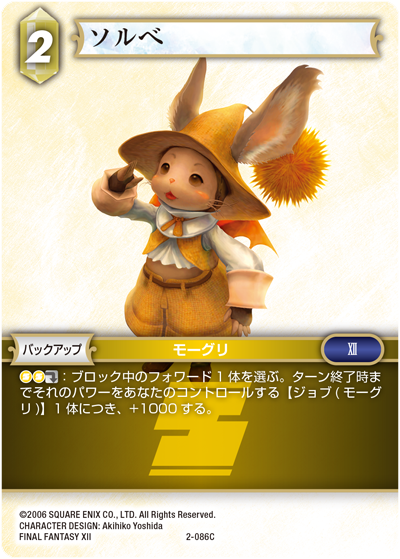 2
ソルベ
バックアップ
モーグリ
XII
：ブロック中のフォワード1体を選ぶ。ターン終了時ま
でそれのパワーをあなたのコントロールする【ジョブ(モーグ
リ)】1体につき、+1000する。
©2006 SQUARE ENIX CO., LTD. All Rights Reserved.
CHARACTER DESIGN: Akihiko Yoshida
FINAL FANTASY XII
2-086C